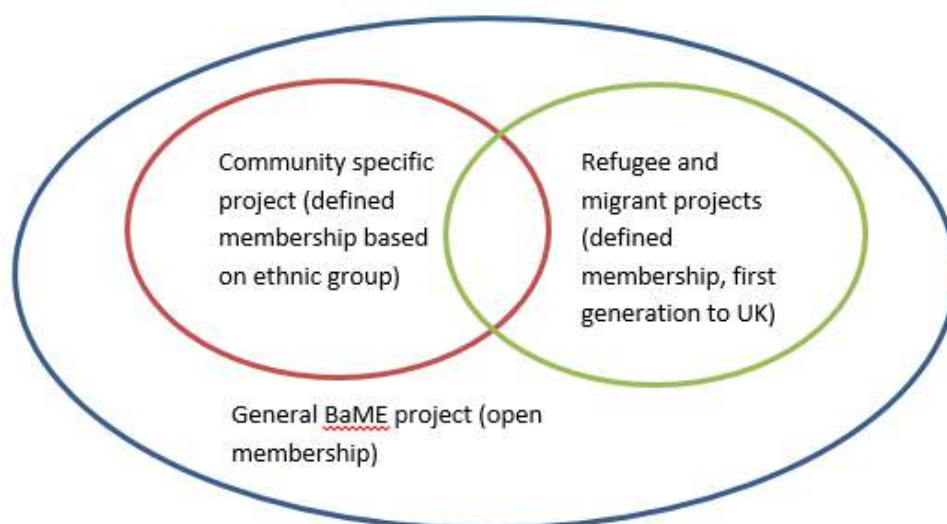 Community specific
project (defined
membership based
on ethnic group)
Refugee and
migrant projects
(defined
membership, first
generation to UK)
General BaME project (open
membership)